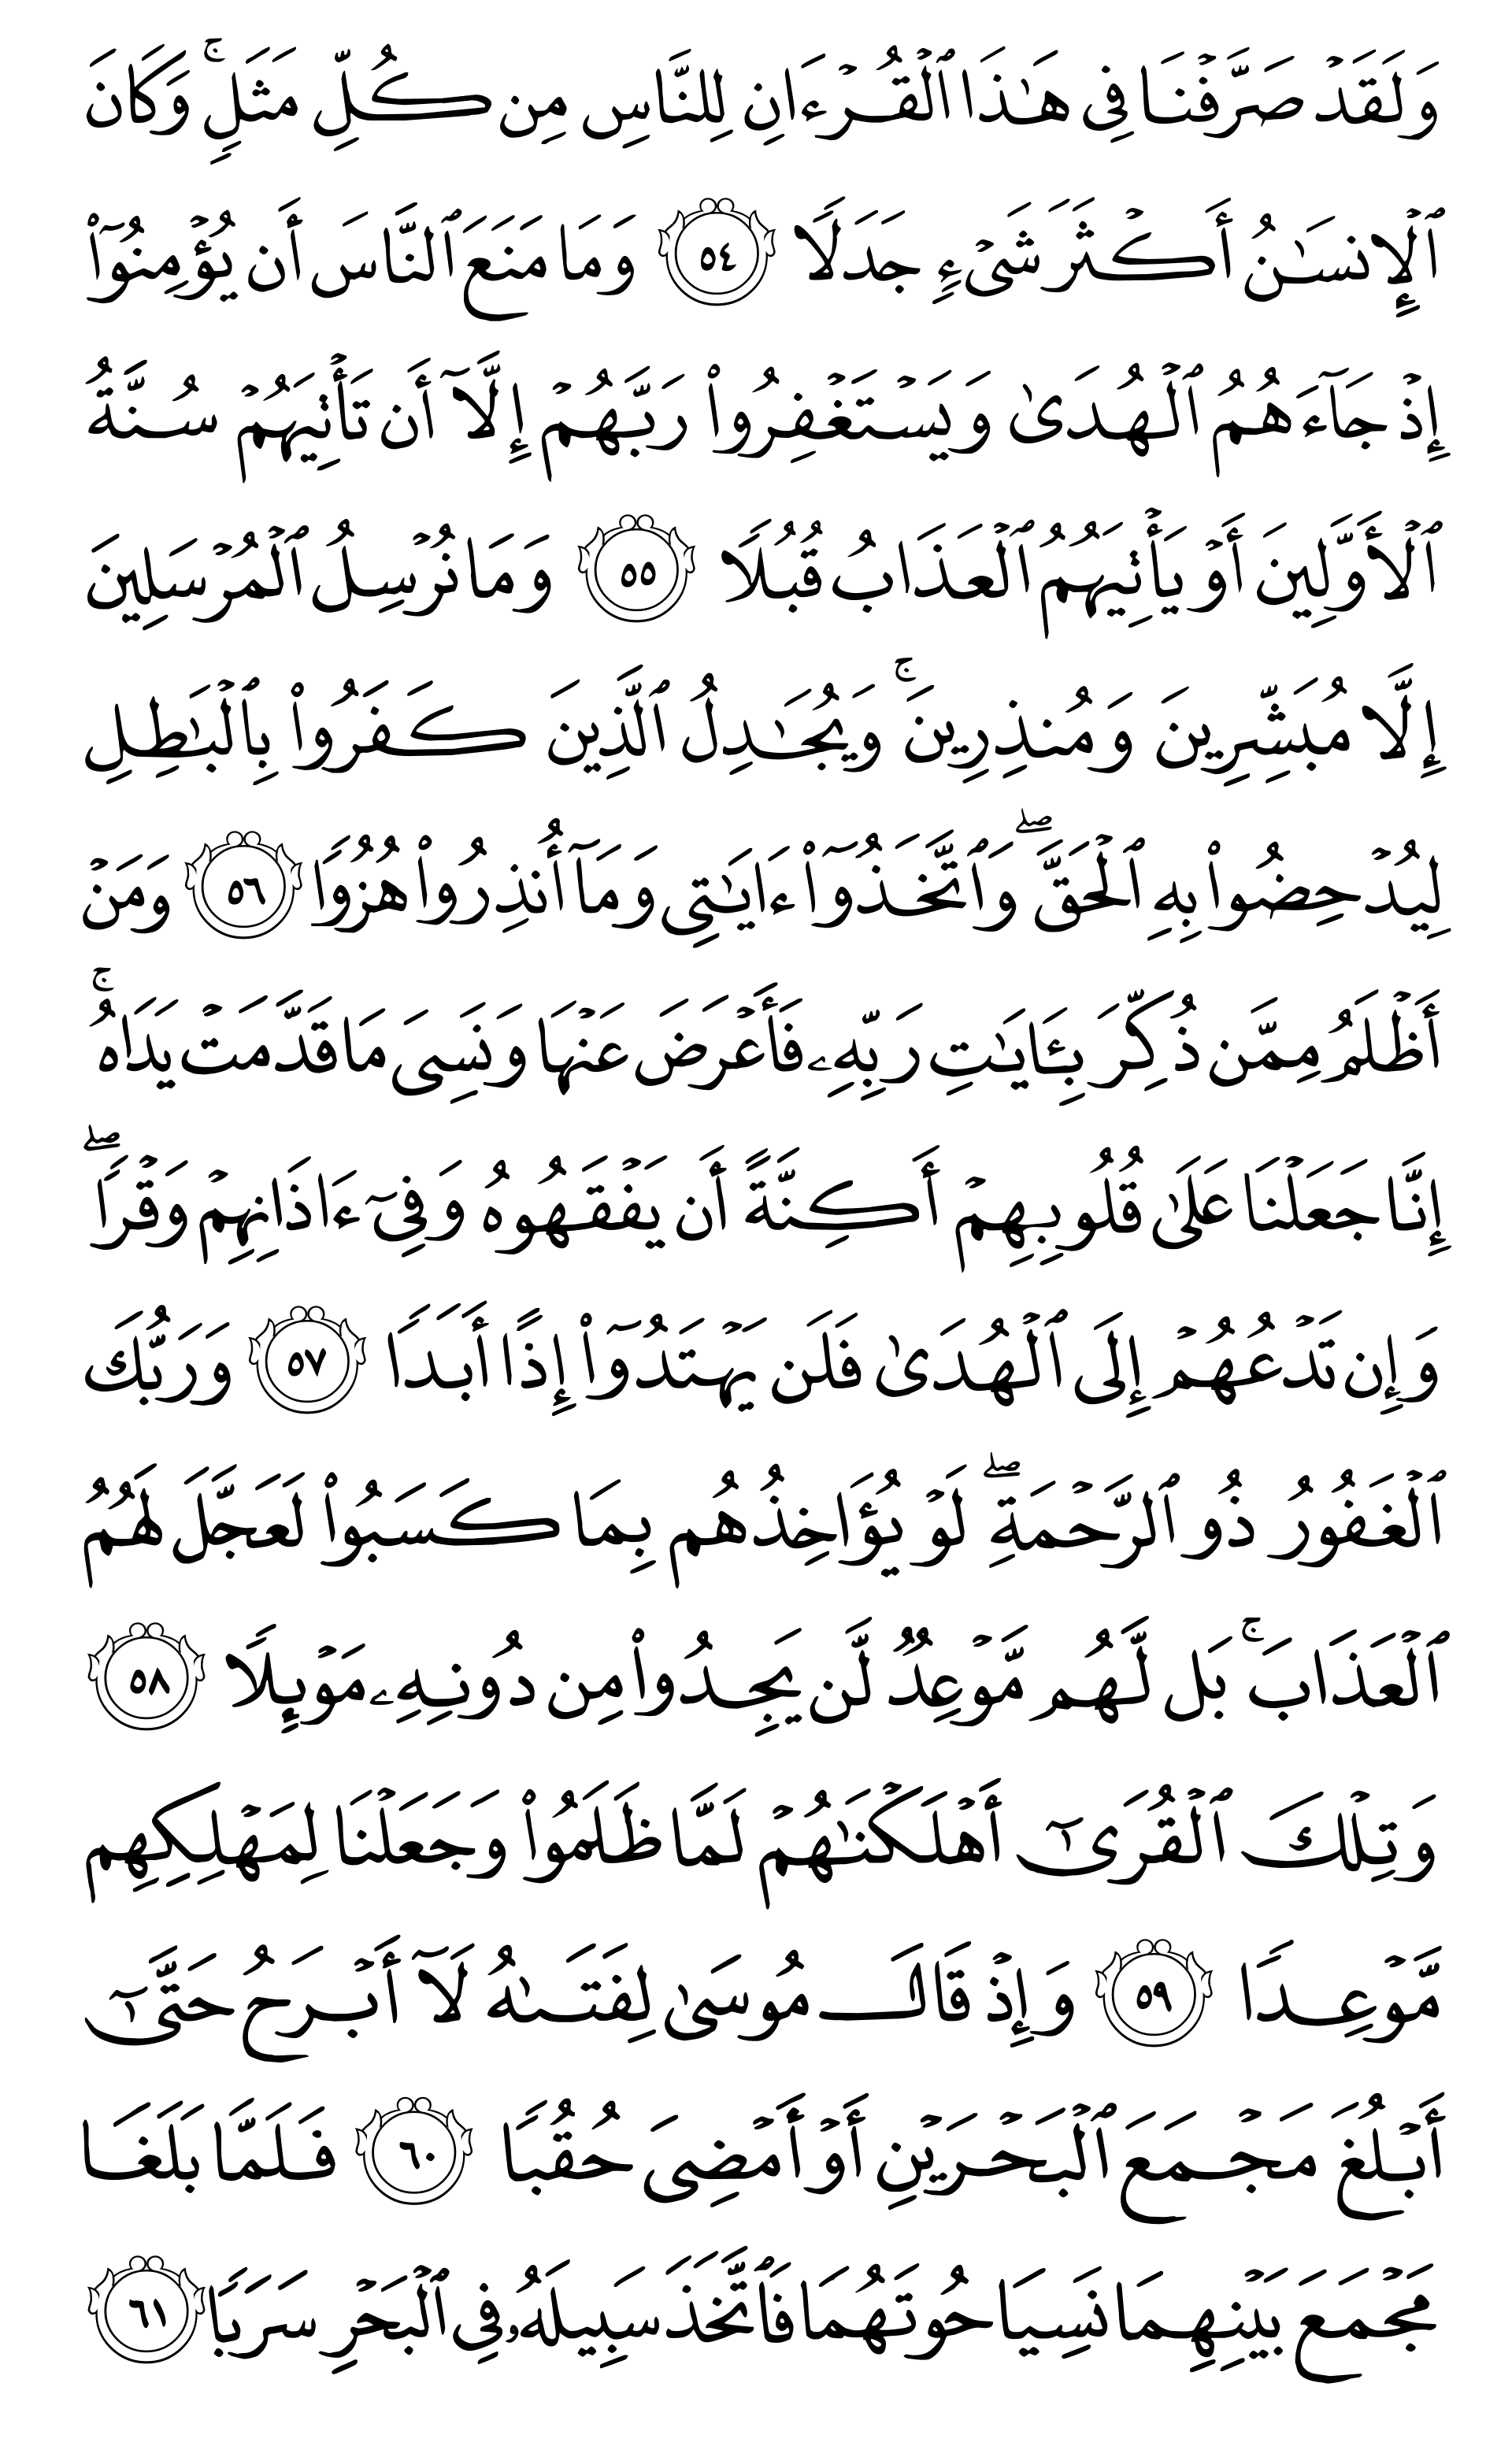 وَلَقَدۡ صَرَّفۡنَا فِي هَٰذَا ٱلۡقُرۡءَانِ لِلنَّاسِ مِن كُلِّ مَثَلٖۚ وَكَانَ
ٱلۡإِنسَٰنُ أَكۡثَرَ شَيۡءٖ جَدَلٗا ٥٤ وَمَا مَنَعَ ٱلنَّاسَ أَن يُؤۡمِنُوٓاْ
إِذۡ جَآءَهُمُ ٱلۡهُدَىٰ وَيَسۡتَغۡفِرُواْ رَبَّهُمۡ إِلَّآ أَن تَأۡتِيَهُمۡ سُنَّةُ
ٱلۡأَوَّلِينَ أَوۡ يَأۡتِيَهُمُ ٱلۡعَذَابُ قُبُلٗا ٥٥ وَمَا نُرۡسِلُ ٱلۡمُرۡسَلِينَ
إِلَّا مُبَشِّرِينَ وَمُنذِرِينَۚ وَيُجَٰدِلُ ٱلَّذِينَ كَفَرُواْ بِٱلۡبَٰطِلِ
لِيُدۡحِضُواْ بِهِ ٱلۡحَقَّۖ وَٱتَّخَذُوٓاْ ءَايَٰتِي وَمَآ أُنذِرُواْ هُزُوٗا ٥٦ وَمَنۡ
أَظۡلَمُ مِمَّن ذُكِّرَ بِـَٔايَٰتِ رَبِّهِۦ فَأَعۡرَضَ عَنۡهَا وَنَسِيَ مَا قَدَّمَتۡ يَدَاهُۚ
إِنَّا جَعَلۡنَا عَلَىٰ قُلُوبِهِمۡ أَكِنَّةً أَن يَفۡقَهُوهُ وَفِيٓ ءَاذَانِهِمۡ وَقۡرٗاۖ
وَإِن تَدۡعُهُمۡ إِلَى ٱلۡهُدَىٰ فَلَن يَهۡتَدُوٓاْ إِذًا أَبَدٗا ٥٧ وَرَبُّكَ
ٱلۡغَفُورُ ذُو ٱلرَّحۡمَةِۖ لَوۡ يُؤَاخِذُهُم بِمَا كَسَبُواْ لَعَجَّلَ لَهُمُ
ٱلۡعَذَابَۚ بَل لَّهُم مَّوۡعِدٞ لَّن يَجِدُواْ مِن دُونِهِۦ مَوۡئِلٗا ٥٨
وَتِلۡكَ ٱلۡقُرَىٰٓ أَهۡلَكۡنَٰهُمۡ لَمَّا ظَلَمُواْ وَجَعَلۡنَا لِمَهۡلِكِهِم
مَّوۡعِدٗا ٥٩ وَإِذۡ قَالَ مُوسَىٰ لِفَتَىٰهُ لَآ أَبۡرَحُ حَتَّىٰٓ
أَبۡلُغَ مَجۡمَعَ ٱلۡبَحۡرَيۡنِ أَوۡ أَمۡضِيَ حُقُبٗا ٦٠ فَلَمَّا بَلَغَا
مَجۡمَعَ بَيۡنِهِمَا نَسِيَا حُوتَهُمَا فَٱتَّخَذَ سَبِيلَهُۥ فِي ٱلۡبَحۡرِ سَرَبٗا ٦١